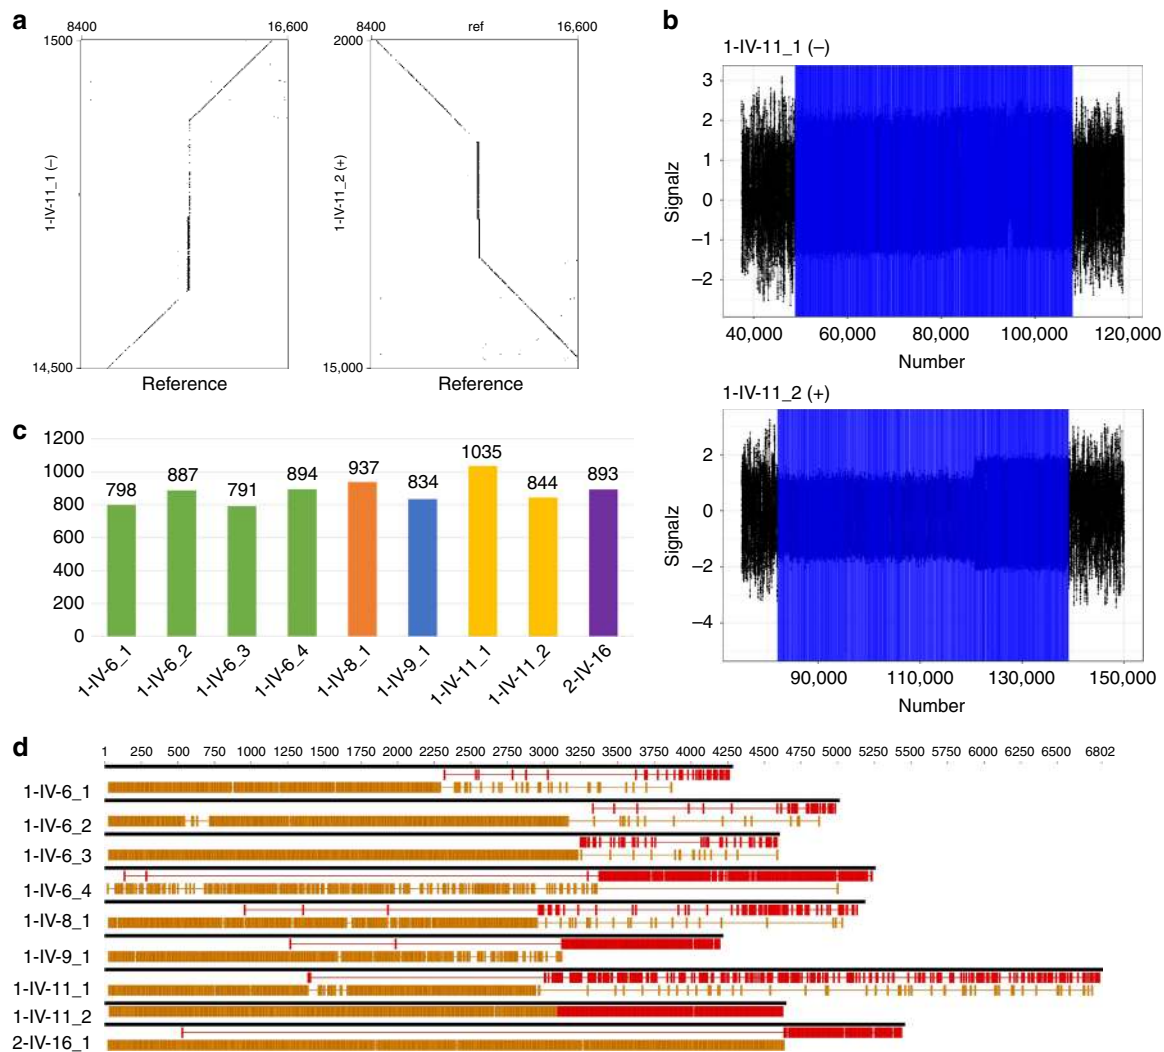 a
8400 16,600
1500
1-IV-11_1 (–)
14,500
Reference
8400 ref 16,600
2000
1-IV-11_2 (+)
15,000
Reference
b
1-IV-11_1 (–)
Signalz
3
2
1
0
–1
–2
40,000 60,000 80,000 100,000 120,000
Number
1-IV-11_2 (+)
Signalz
2
0
–2
–4
90,000 110,000 130,000 150,000
Number
c
1200
1000
800
600
400
200
0
798 887 791 894 937 834 1035 844 893
1-IV-6_1 1-IV-6_2 1-IV-6_3 1-IV-6_4 1-IV-8_1 1-IV-9_1 1-IV-11_1 1-IV-11_2 2-IV-16
d
1 250 500 750 1000 1250 1500 1750 2000 2250 2500 2750 3000 3250 3500 3750 4000 4250 4500 4750 5000 5250 5500 5750 6000 6250 6500 6802
1-IV-6_1
1-IV-6_2
1-IV-6_3
1-IV-6_4
1-IV-8_1
1-IV-9_1
1-IV-11_1
1-IV-11_2
2-IV-16_1